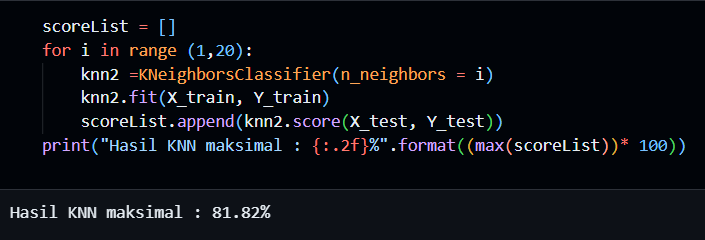 scoreList = []
for i in range (1,20):
    knn2 =KNeighborsClassifier(n_neighbors = i)
    knn2.fit(X_train, Y_train)
    scoreList.append(knn2.score(X_test, Y_test))
print("Hasil KNN maksimal : {:.2f}%".format((max(scoreList))* 100))
Hasil KNN maksimal : 81.82%